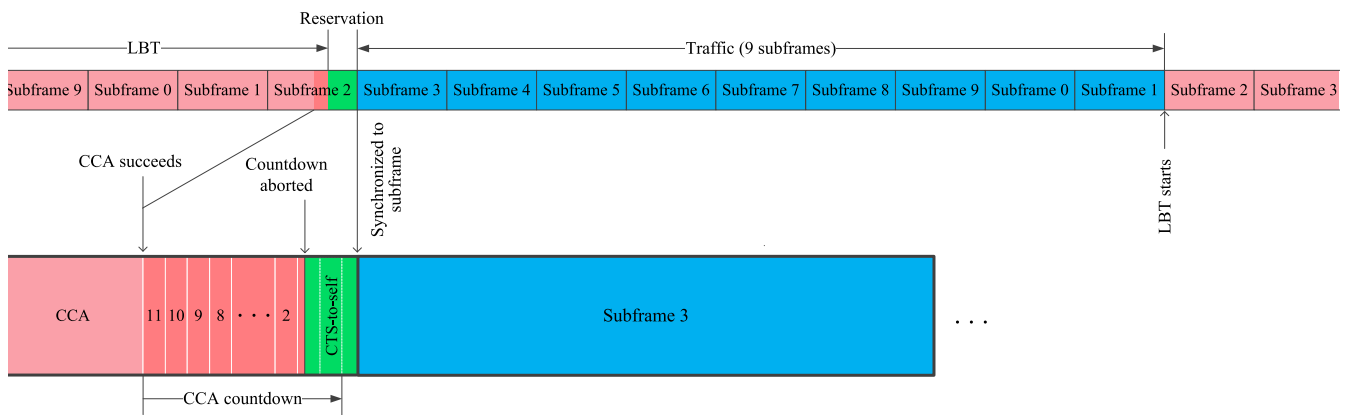 Reservation
LBT
Traffic (9 subframes)
Subframe 9 Subframe 0 Subframe 1 Subframe 2 Subframe 3 Subframe 4 Subframe 5 Subframe 6 Subframe 7 Subframe 8 Subframe 9 Subframe 0 Subframe 1 Subframe 2 Subframe 3
CCA succeeds
Countdown
aborted
Synchronized to
subframe
LBT starts
CCA 11 10 9 8 · · · 2 CTS-to-self Subframe 3 . . .
CCA countdown